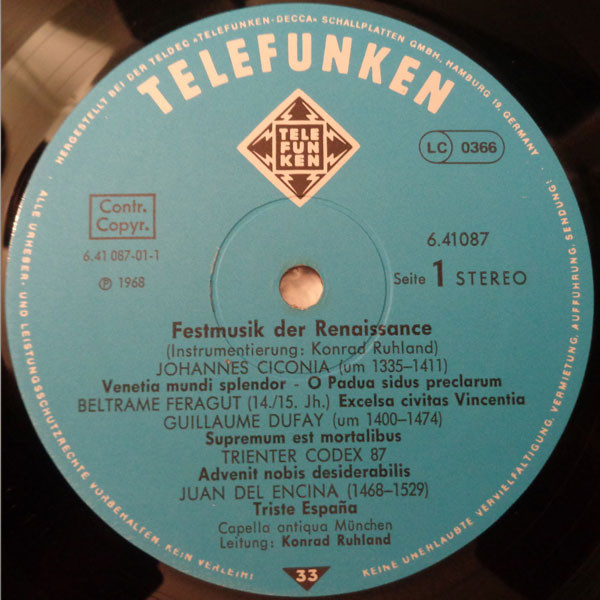 HERGESTELLT BEI DER TELDEC »TELEFUNKEN-DECCA« SCHALLPLATTEN GMBH, HAMBURG 19, GERMANY.
TELEFUNKEN
TELE
FUN
KEN
LC 0366
Contr.
Copyr.
6.41 087-01-1
Ⓟ 1968
6.41087
Seite 1 STEREO
Festmusik der Renaissance
(Instrumentierung: Konrad Ruhland)
JOHANNES CICONIA (um 1335-1411)
Venetia mundi splendor - O Padua sidus preclarum
BELTRAME FERAGUT (14./15. Jh.) Excelsa civitas Vincentia
GUILLAUME DUFAY (um 1400-1474)
Supremum est mortalibus
TRIENTER CODEX 87
Advenit nobis desiderabilis
JUAN DEL ENCINA (1468-1529)
Triste España
Capella antiqua München
Leitung: Konrad Ruhland
33
ALLE URHEBER- UND LEISTUNGSSCHUTZRECHTE VORBEHALTEN. KEIN VERLEIH!
KEINE UNERLAUBTE VERVIELFÄLTIGUNG, VERMIETUNG, AUFFÜHRUNG, SENDUNG!